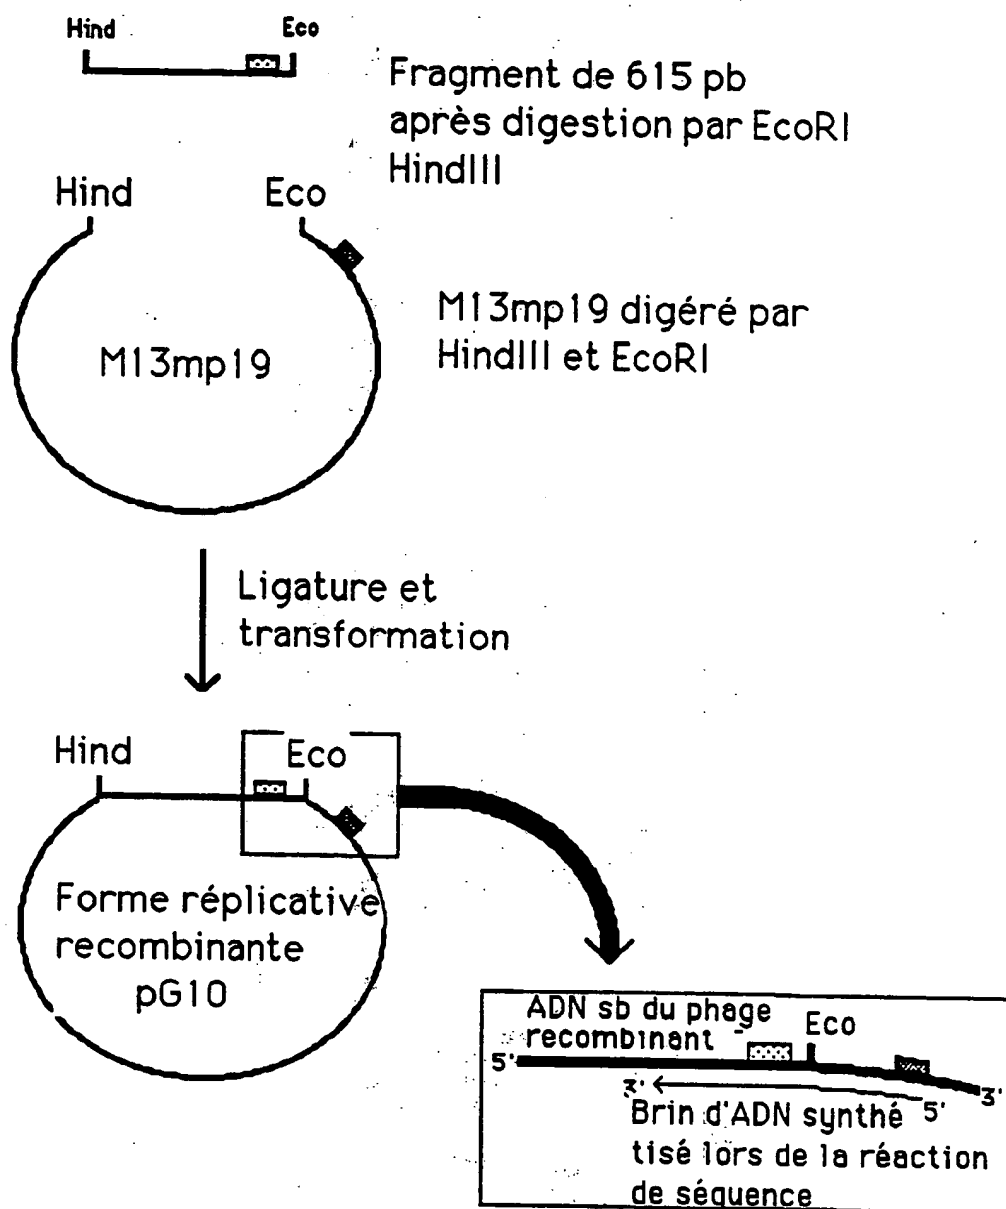 Hind Eco
Fragment de 615 pb
après digestion par EcoRI
HindIII
Hind Eco
M13mp19 digéré par
HindIII et EcoRI
M13mp19
Ligature et
transformation
Hind Eco
Forme réplicative
recombinante
pG10
ADN sb du phage
recombinant
Eco
5'
3'
3'
5'
Brin d'ADN synthé
tisé lors de la réaction
de séquence